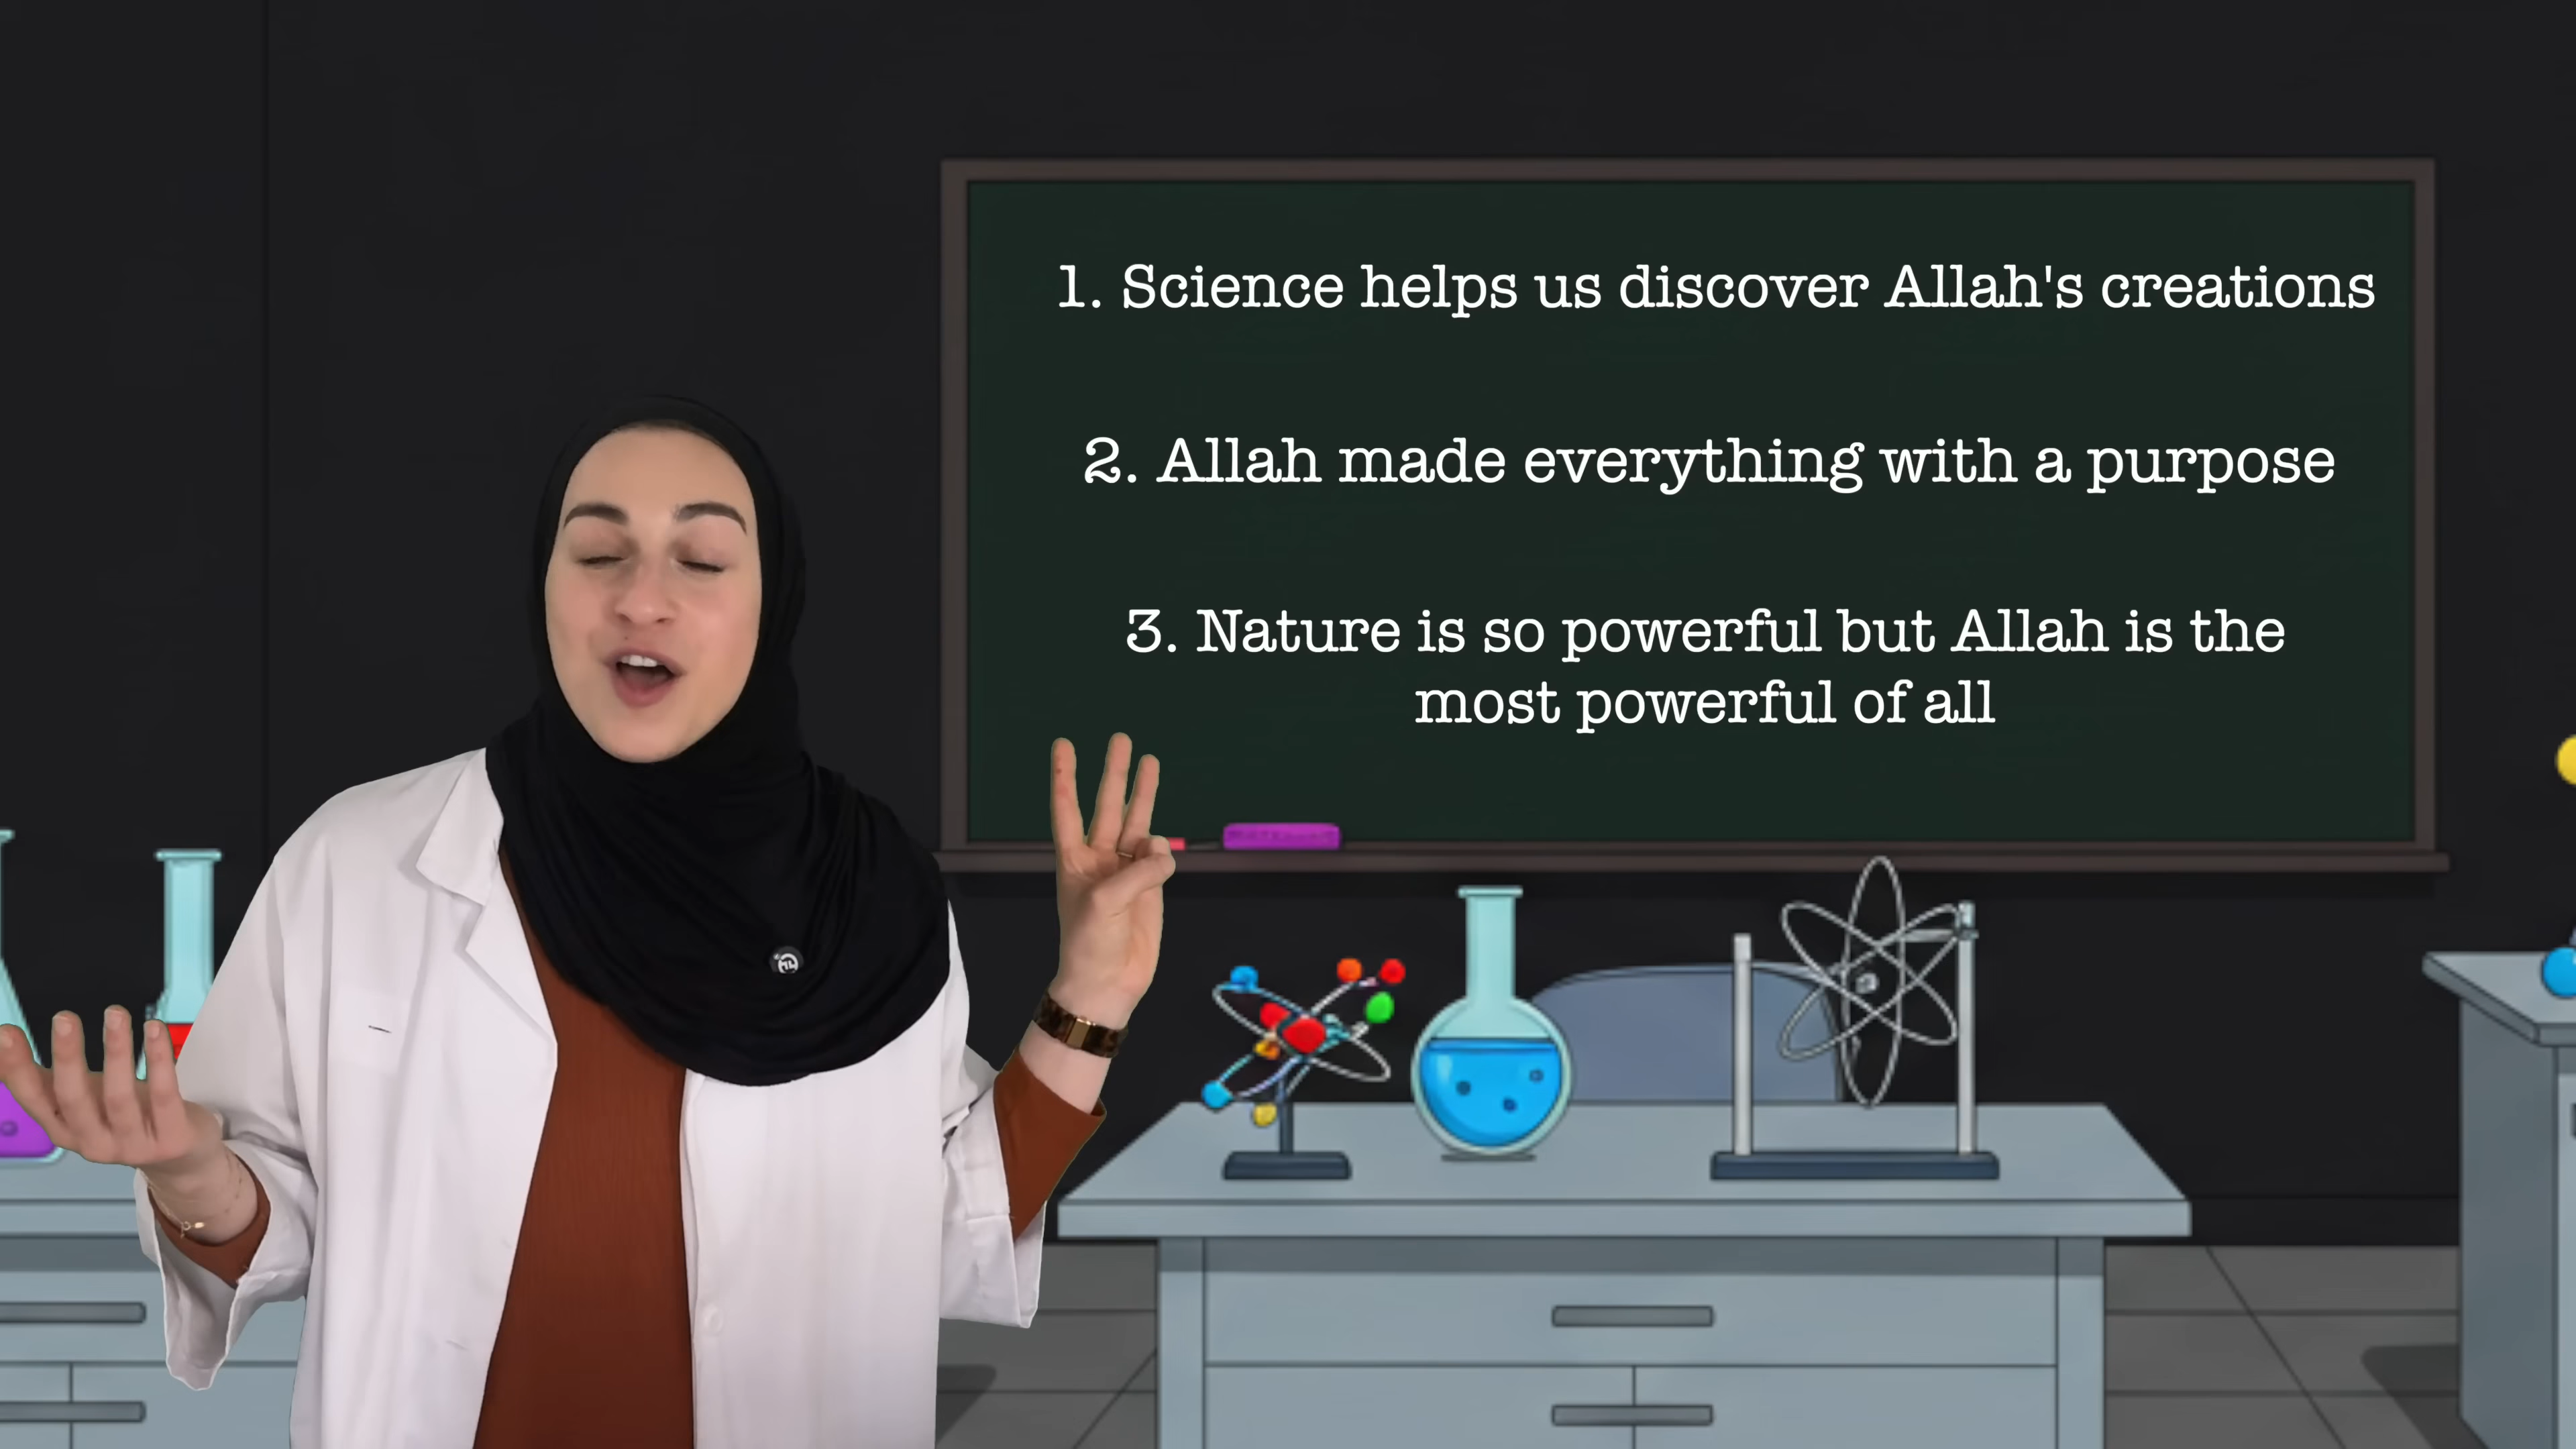 1. Science helps us discover Allah's creations
2. Allah made everything with a purpose
3. Nature is so powerful but Allah is the
most powerful of all